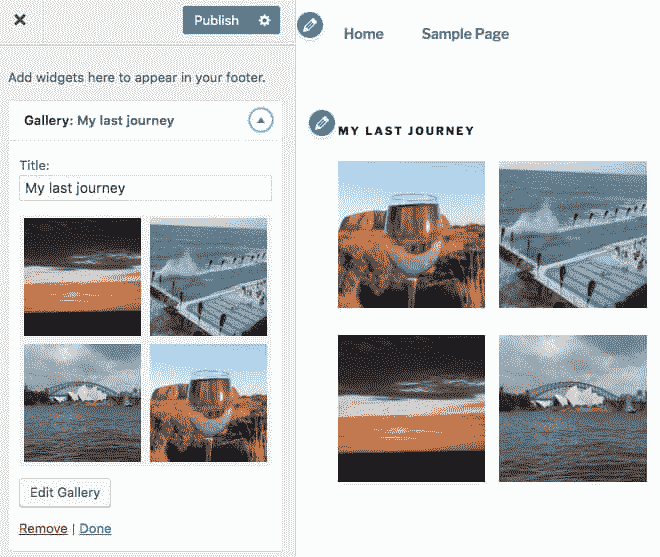 Publish
Home Sample Page
Add widgets here to appear in your footer.
Gallery: My last journey
Title:
My last journey
Edit Gallery
Remove | Done
MY LAST JOURNEY